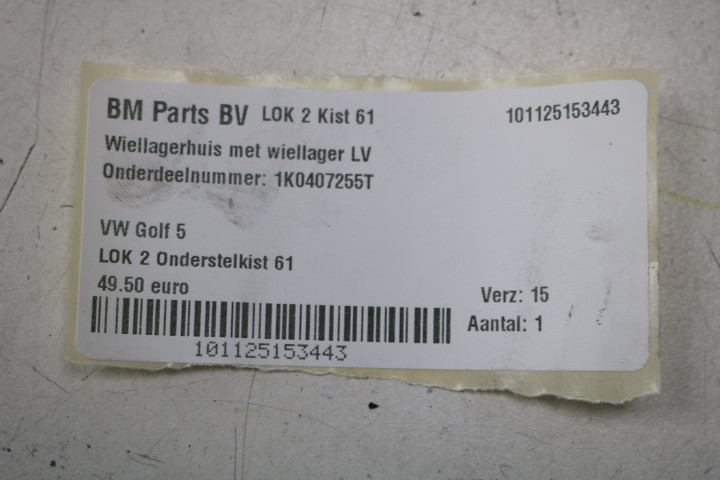 BM Parts BV LOK 2 Kist 61 101125153443
Wiellagerhuis met wiellager LV
Onderdeelnummer: 1K0407255T
VW Golf 5
LOK 2 Onderstelkist 61
49.50 euro
Verz: 15
Aantal: 1
101125153443